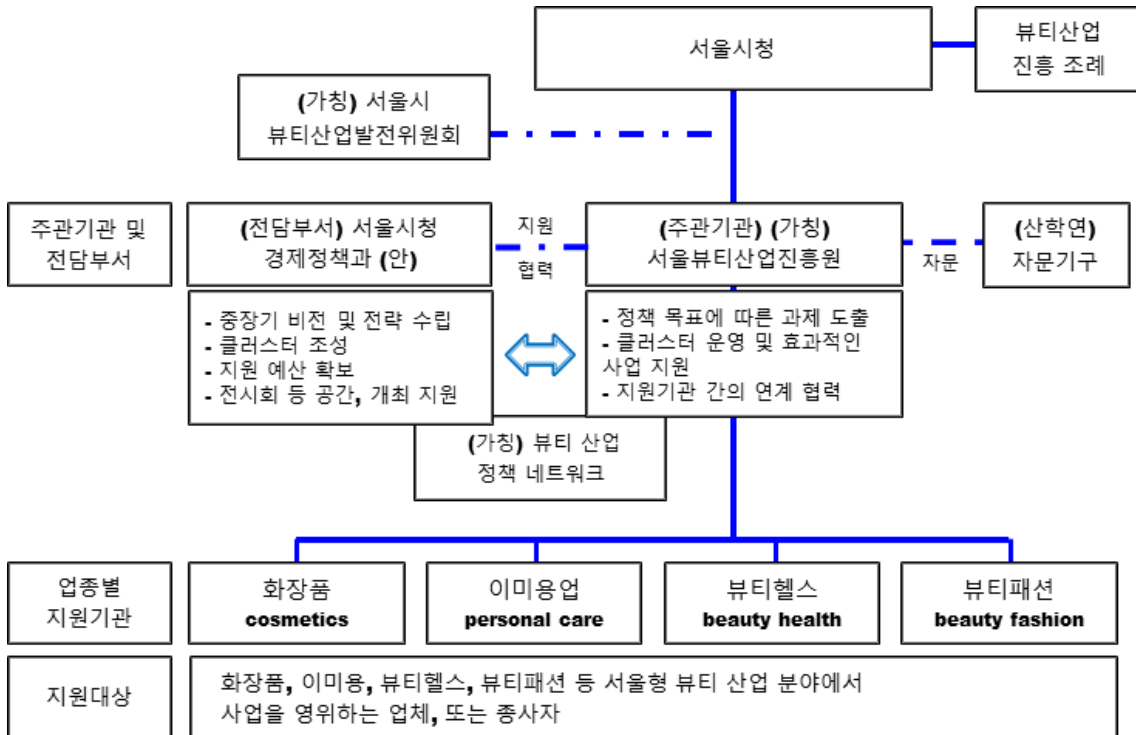 서울시청
뷰티산업
진흥 조례
(가칭) 서울시
뷰티산업발전위원회
주관기관 및
전담부서
(전담부서) 서울시청
경제정책과 (안)
지원
협력
(주관기관) (가칭)
서울뷰티산업진흥원
자문
(산학연)
자문기구
- 중장기 비전 및 전략 수립
- 클러스터 조성
- 지원 예산 확보
- 전시회 등 공간, 개최 지원
- 정책 목표에 따른 과제 도출
- 클러스터 운영 및 효과적인
사업 지원
- 지원기관 간의 연계 협력
(가칭) 뷰티 산업
정책 네트워크
업종별
지원기관
화장품
cosmetics
이미용업
personal care
뷰티헬스
beauty health
뷰티패션
beauty fashion
지원대상
화장품, 이미용, 뷰티헬스, 뷰티패션 등 서울형 뷰티 산업 분야에서
사업을 영위하는 업체, 또는 종사자